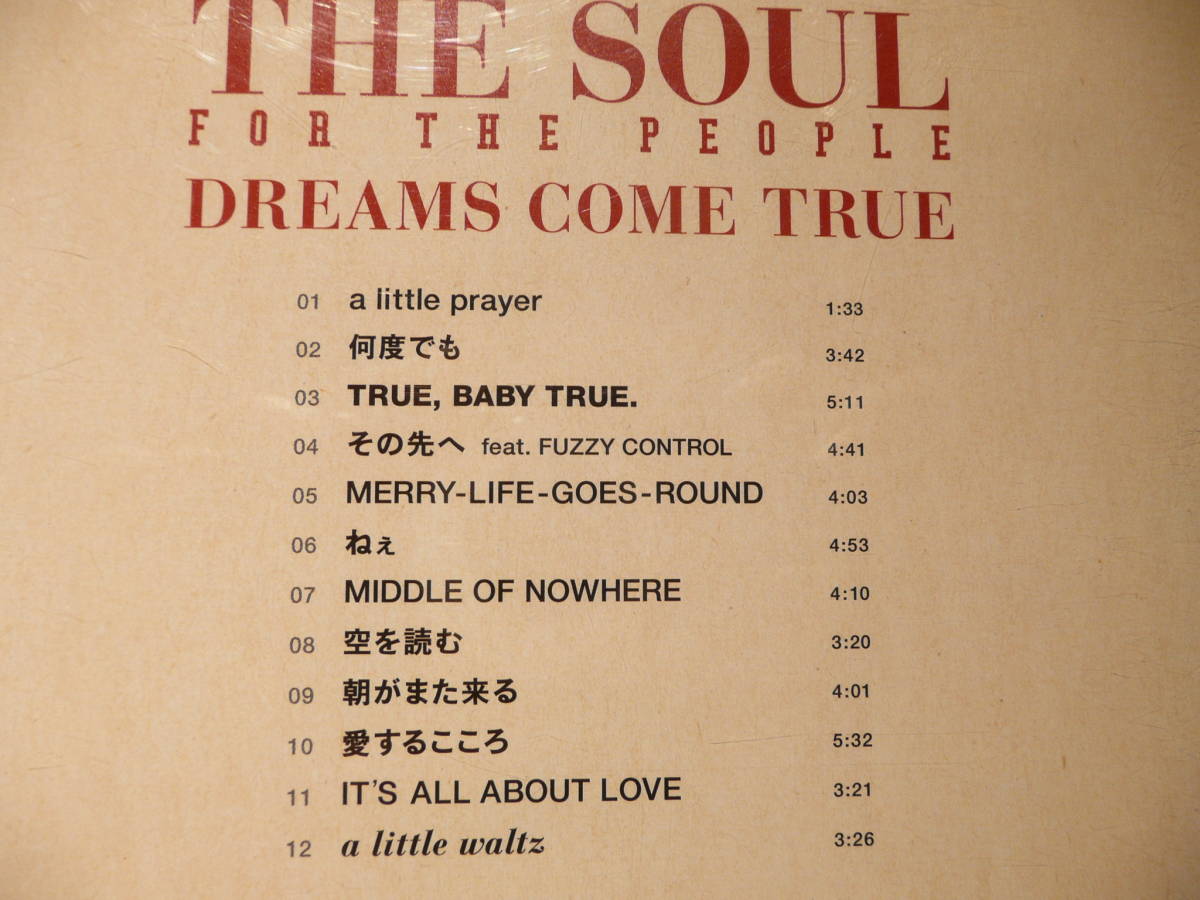 THE SOUL
FOR THE PEOPLE
DREAMS COME TRUE
01 a little prayer 1:33
02 何度でも 3:42
03 TRUE, BABY TRUE. 5:11
04 その先へ feat. FUZZY CONTROL 4:41
05 MERRY-LIFE-GOES-ROUND 4:03
06 ねぇ 4:53
07 MIDDLE OF NOWHERE 4:10
08 空を読む 3:20
09 朝がまた来る 4:01
10 愛するこころ 5:32
11 IT'S ALL ABOUT LOVE 3:21
12 a little waltz 3:26